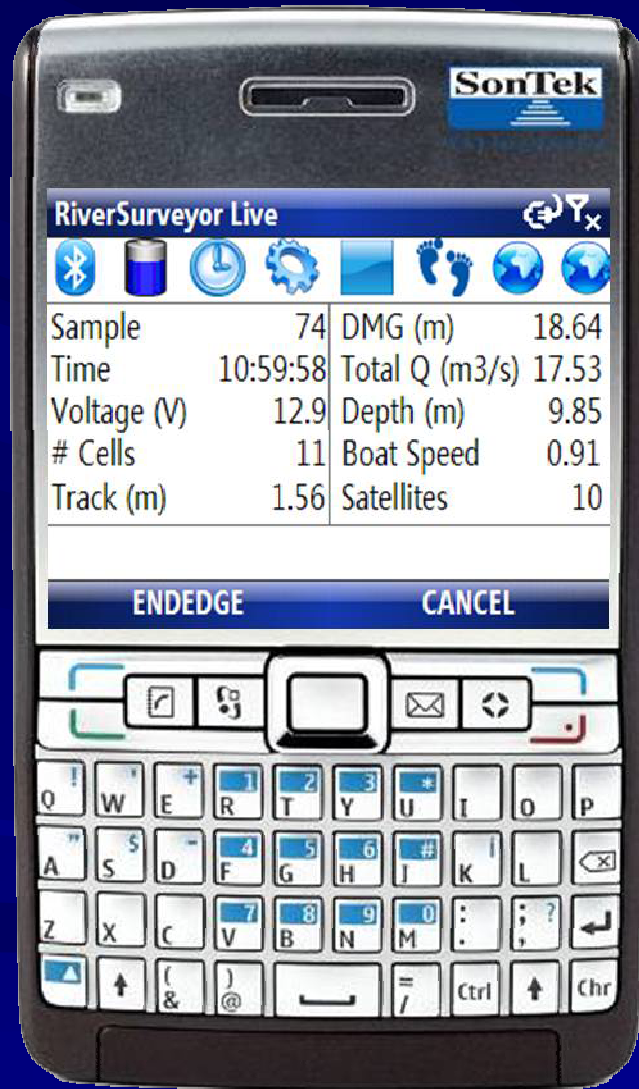 SonTek
RiverSurveyor Live
Sample 74 DMG (m) 18.64
Time 10:59:58 Total Q (m3/s) 17.53
Voltage (V) 12.9 Depth (m) 9.85
# Cells 11 Boat Speed 0.91
Track (m) 1.56 Satellites 10
ENDEDGE CANCEL
! ' + 1 2 3 *
Q W E R T Y U I O P
" $ - 4 5 6 #
A S D F G H J K L
7 8 9 0 : ; ?
Z X C V B N M . ,
( ) =
& @ / Ctrl Chr